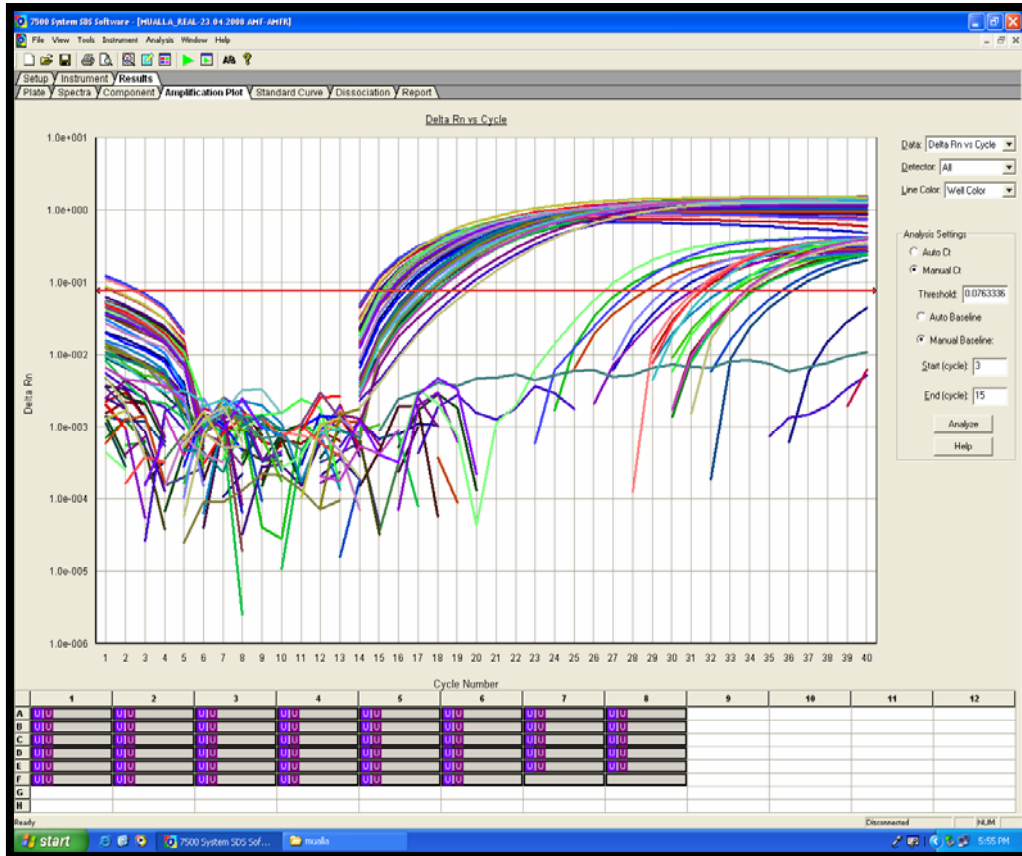 7500 System SDS Software - [MUALLA_REAL-23.04.2008 AMF-AMFR]
File View Tools Instrument Analysis Window Help
Setup Instrument Results
Plate Spectra Component Amplification Plot Standard Curve Dissociation Report
Delta Rn vs Cycle
Data: Delta Rn vs Cycle
Detector: All
Line Color: Well Color
Analysis Settings
Auto Ct
Manual Ct
Threshold: 0.0763336
Auto Baseline
Manual Baseline:
Start (cycle): 3
End (cycle): 15
Analyze
Help
Delta Rn
1.0e+001
1.0e+000
1.0e-001
1.0e-002
1.0e-003
1.0e-004
1.0e-005
1.0e-006
1 2 3 4 5 6 7 8 9 10 11 12 13 14 15 16 17 18 19 20 21 22 23 24 25 26 27 28 29 30 31 32 33 34 35 36 37 38 39 40
Cycle Number
1 2 3 4 5 6 7 8 9 10 11 12
A U U U U U U U U U U U U U U U U
B U U U U U U U U U U U U U U U U
C U U U U U U U U U U U U U U U U
D U U U U U U U U U U U U U U U U
E U U U U U U U U U U U U U U U U
F U U U U U U U U U U U U
G
H
Ready Disconnected NUM
start 7500 System SDS Sof... mualla 5:55 PM